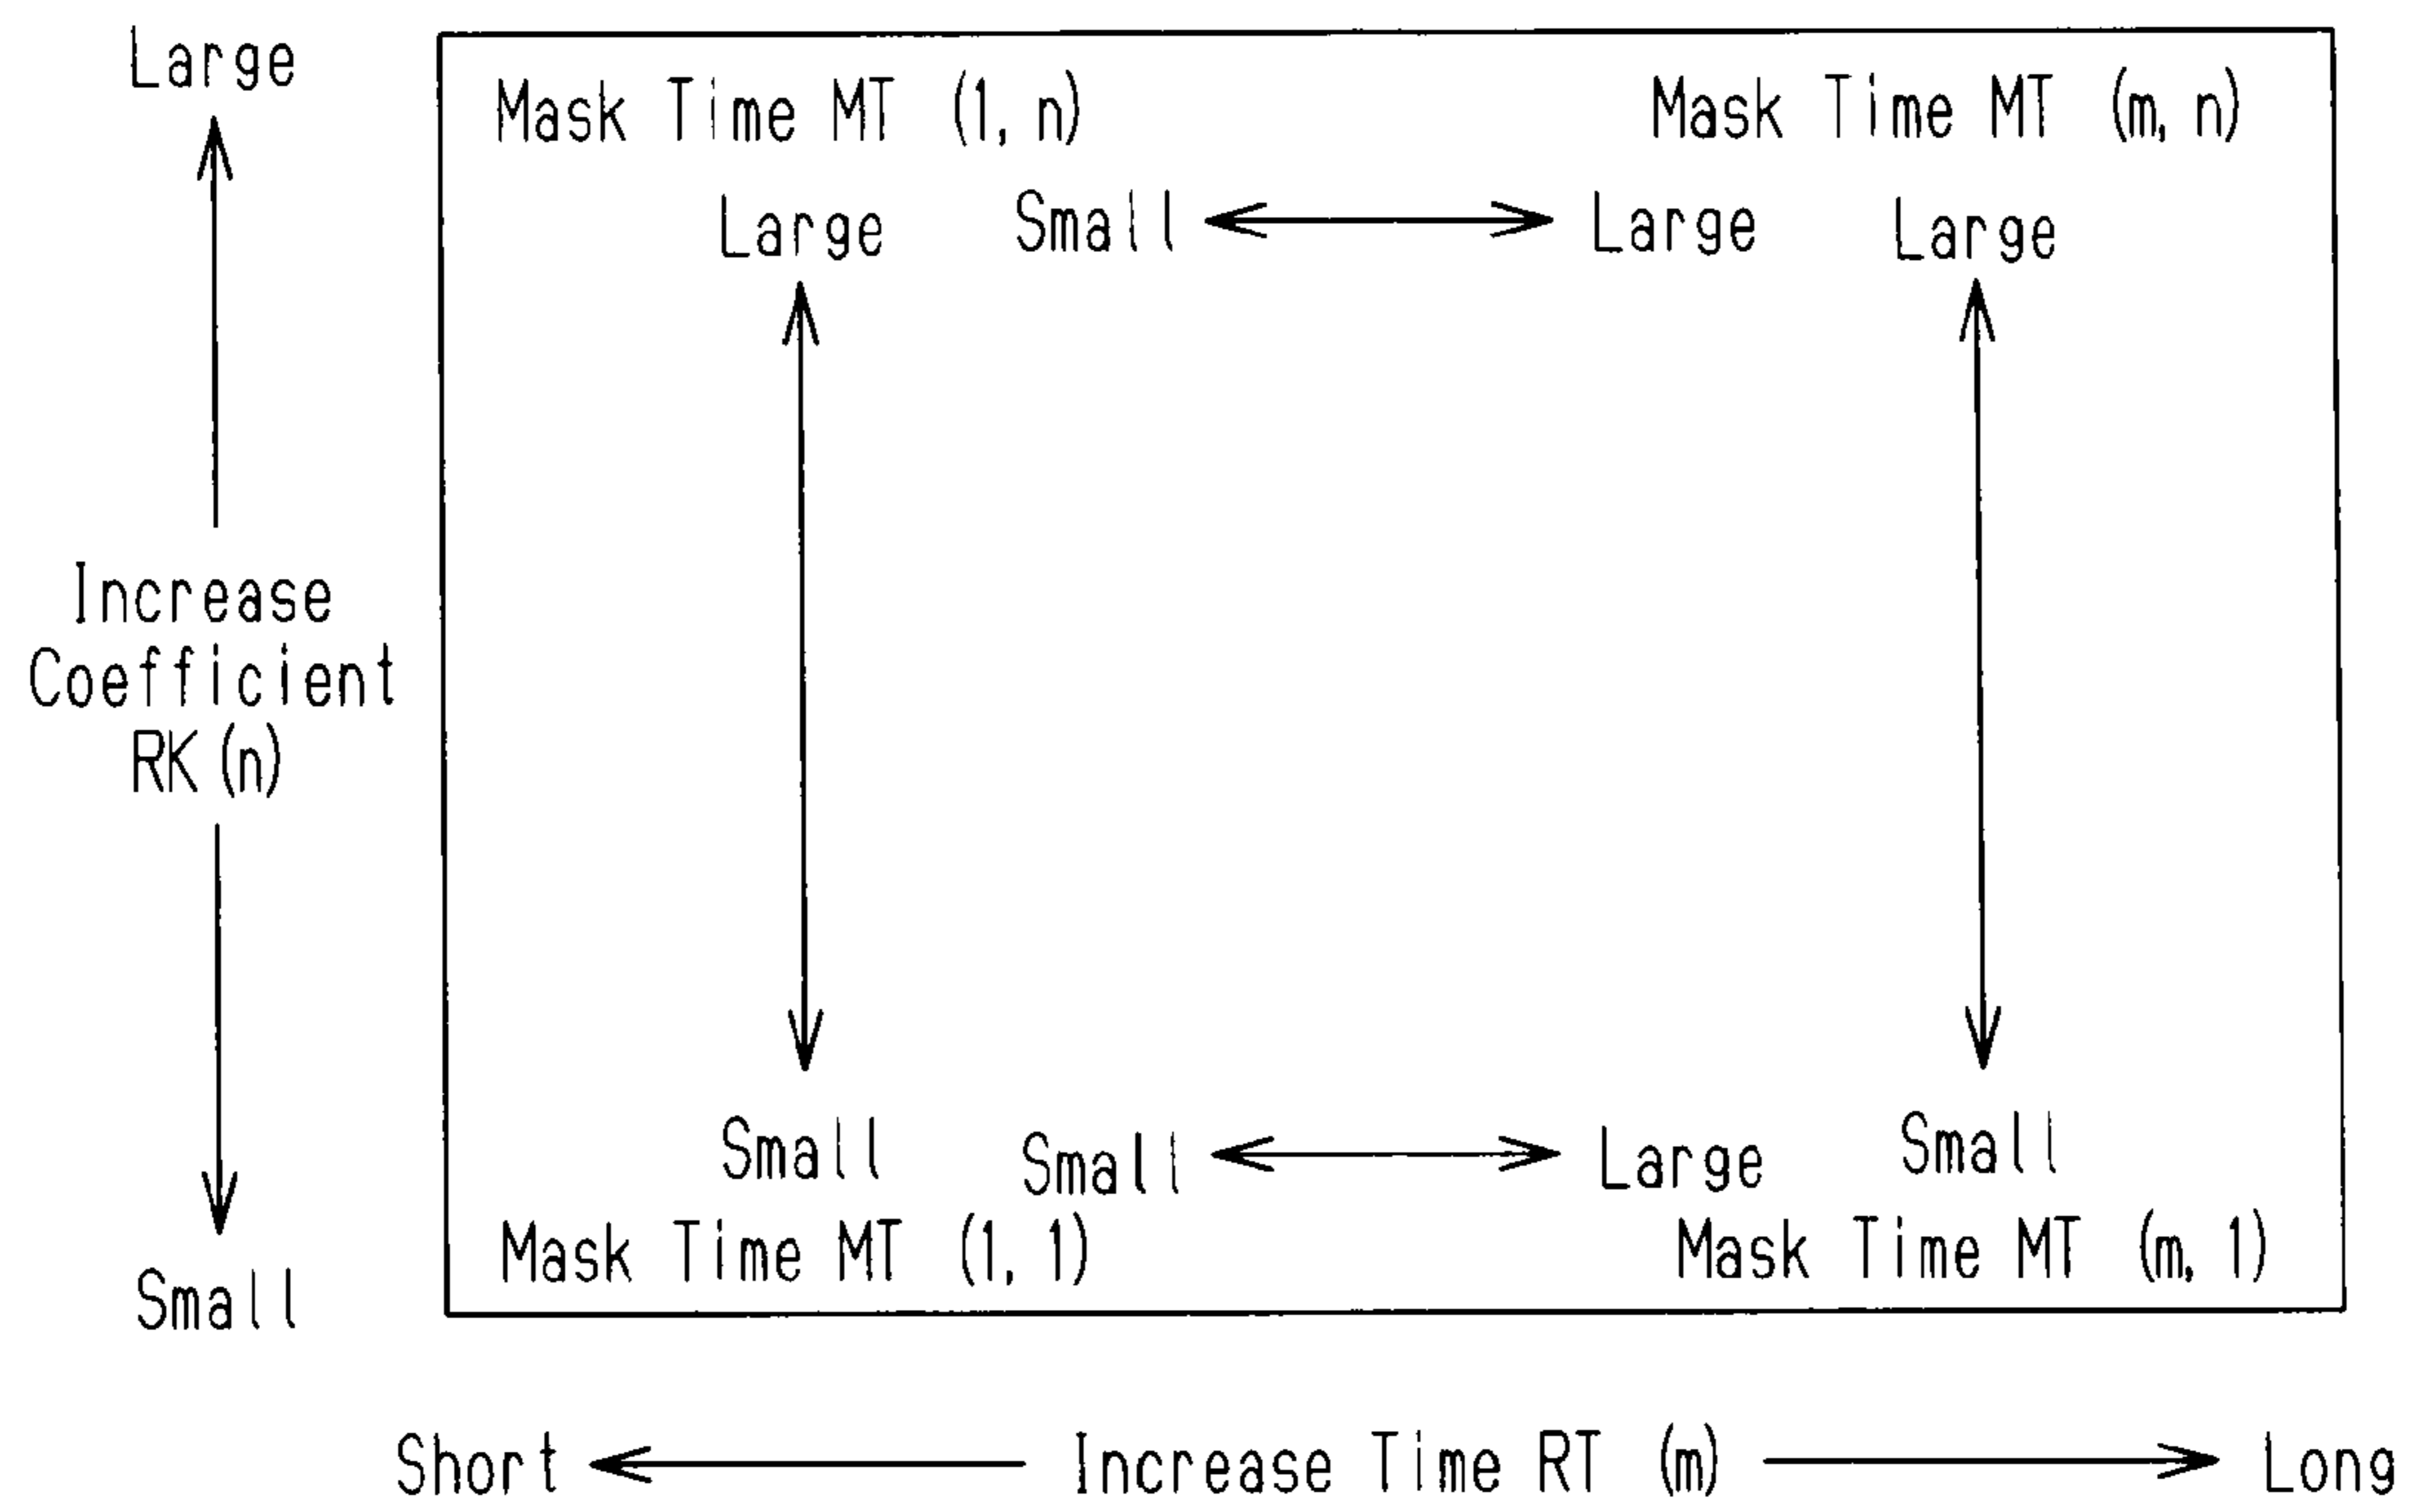 Large
Mask Time MT (1, n)
Mask Time MT (m, n)
Large
Small
Large
Large
Increase
Coefficient
RK (n)
Small
Small
Large
Small
Mask Time MT (1, 1)
Mask Time MT (m, 1)
Small
Short
Increase Time RT (m)
Long